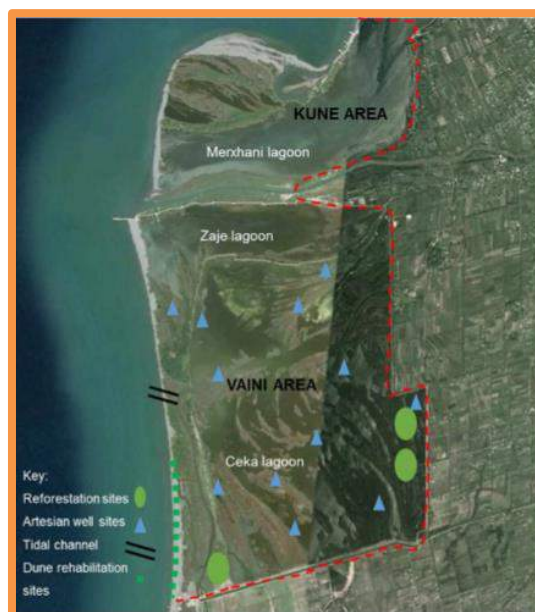 KUNE AREA
Merxhani lagoon
Zaje lagoon
VAINI AREA
Ceka lagoon
Key:
Reforestation sites
Artesian well sites
Tidal channel
Dune rehabilitation
sites